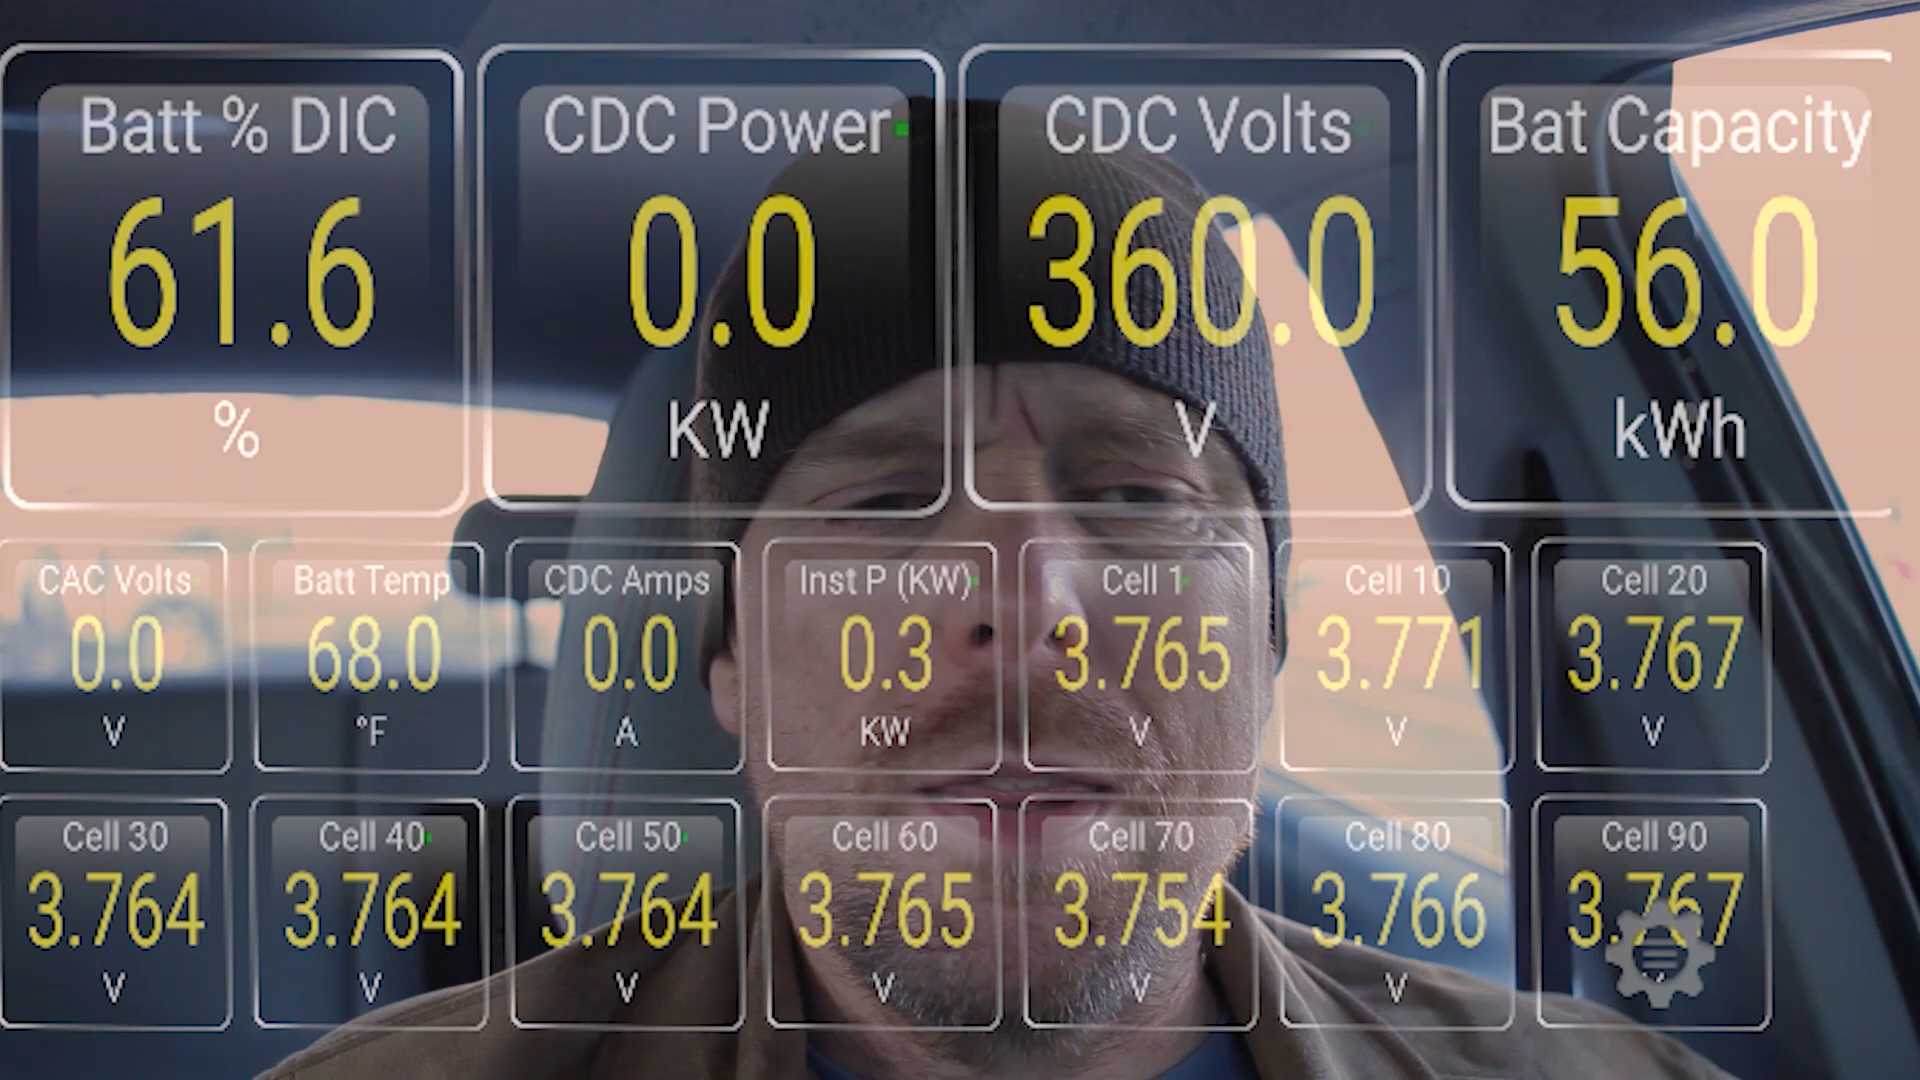 Batt % DIC
61.6
%
CDC Power
0.0
KW
CDC Volts
360.0
V
Bat Capacity
56.0
kWh
CAC Volts
0.0
V
Batt Temp
68.0
°F
CDC Amps
0.0
A
Inst P (KW)
0.3
KW
Cell 1
3.765
V
Cell 10
3.771
V
Cell 20
3.767
V
Cell 30
3.764
V
Cell 40
3.764
V
Cell 50
3.764
V
Cell 60
3.765
V
Cell 70
3.754
V
Cell 80
3.766
V
Cell 90
3.767
V